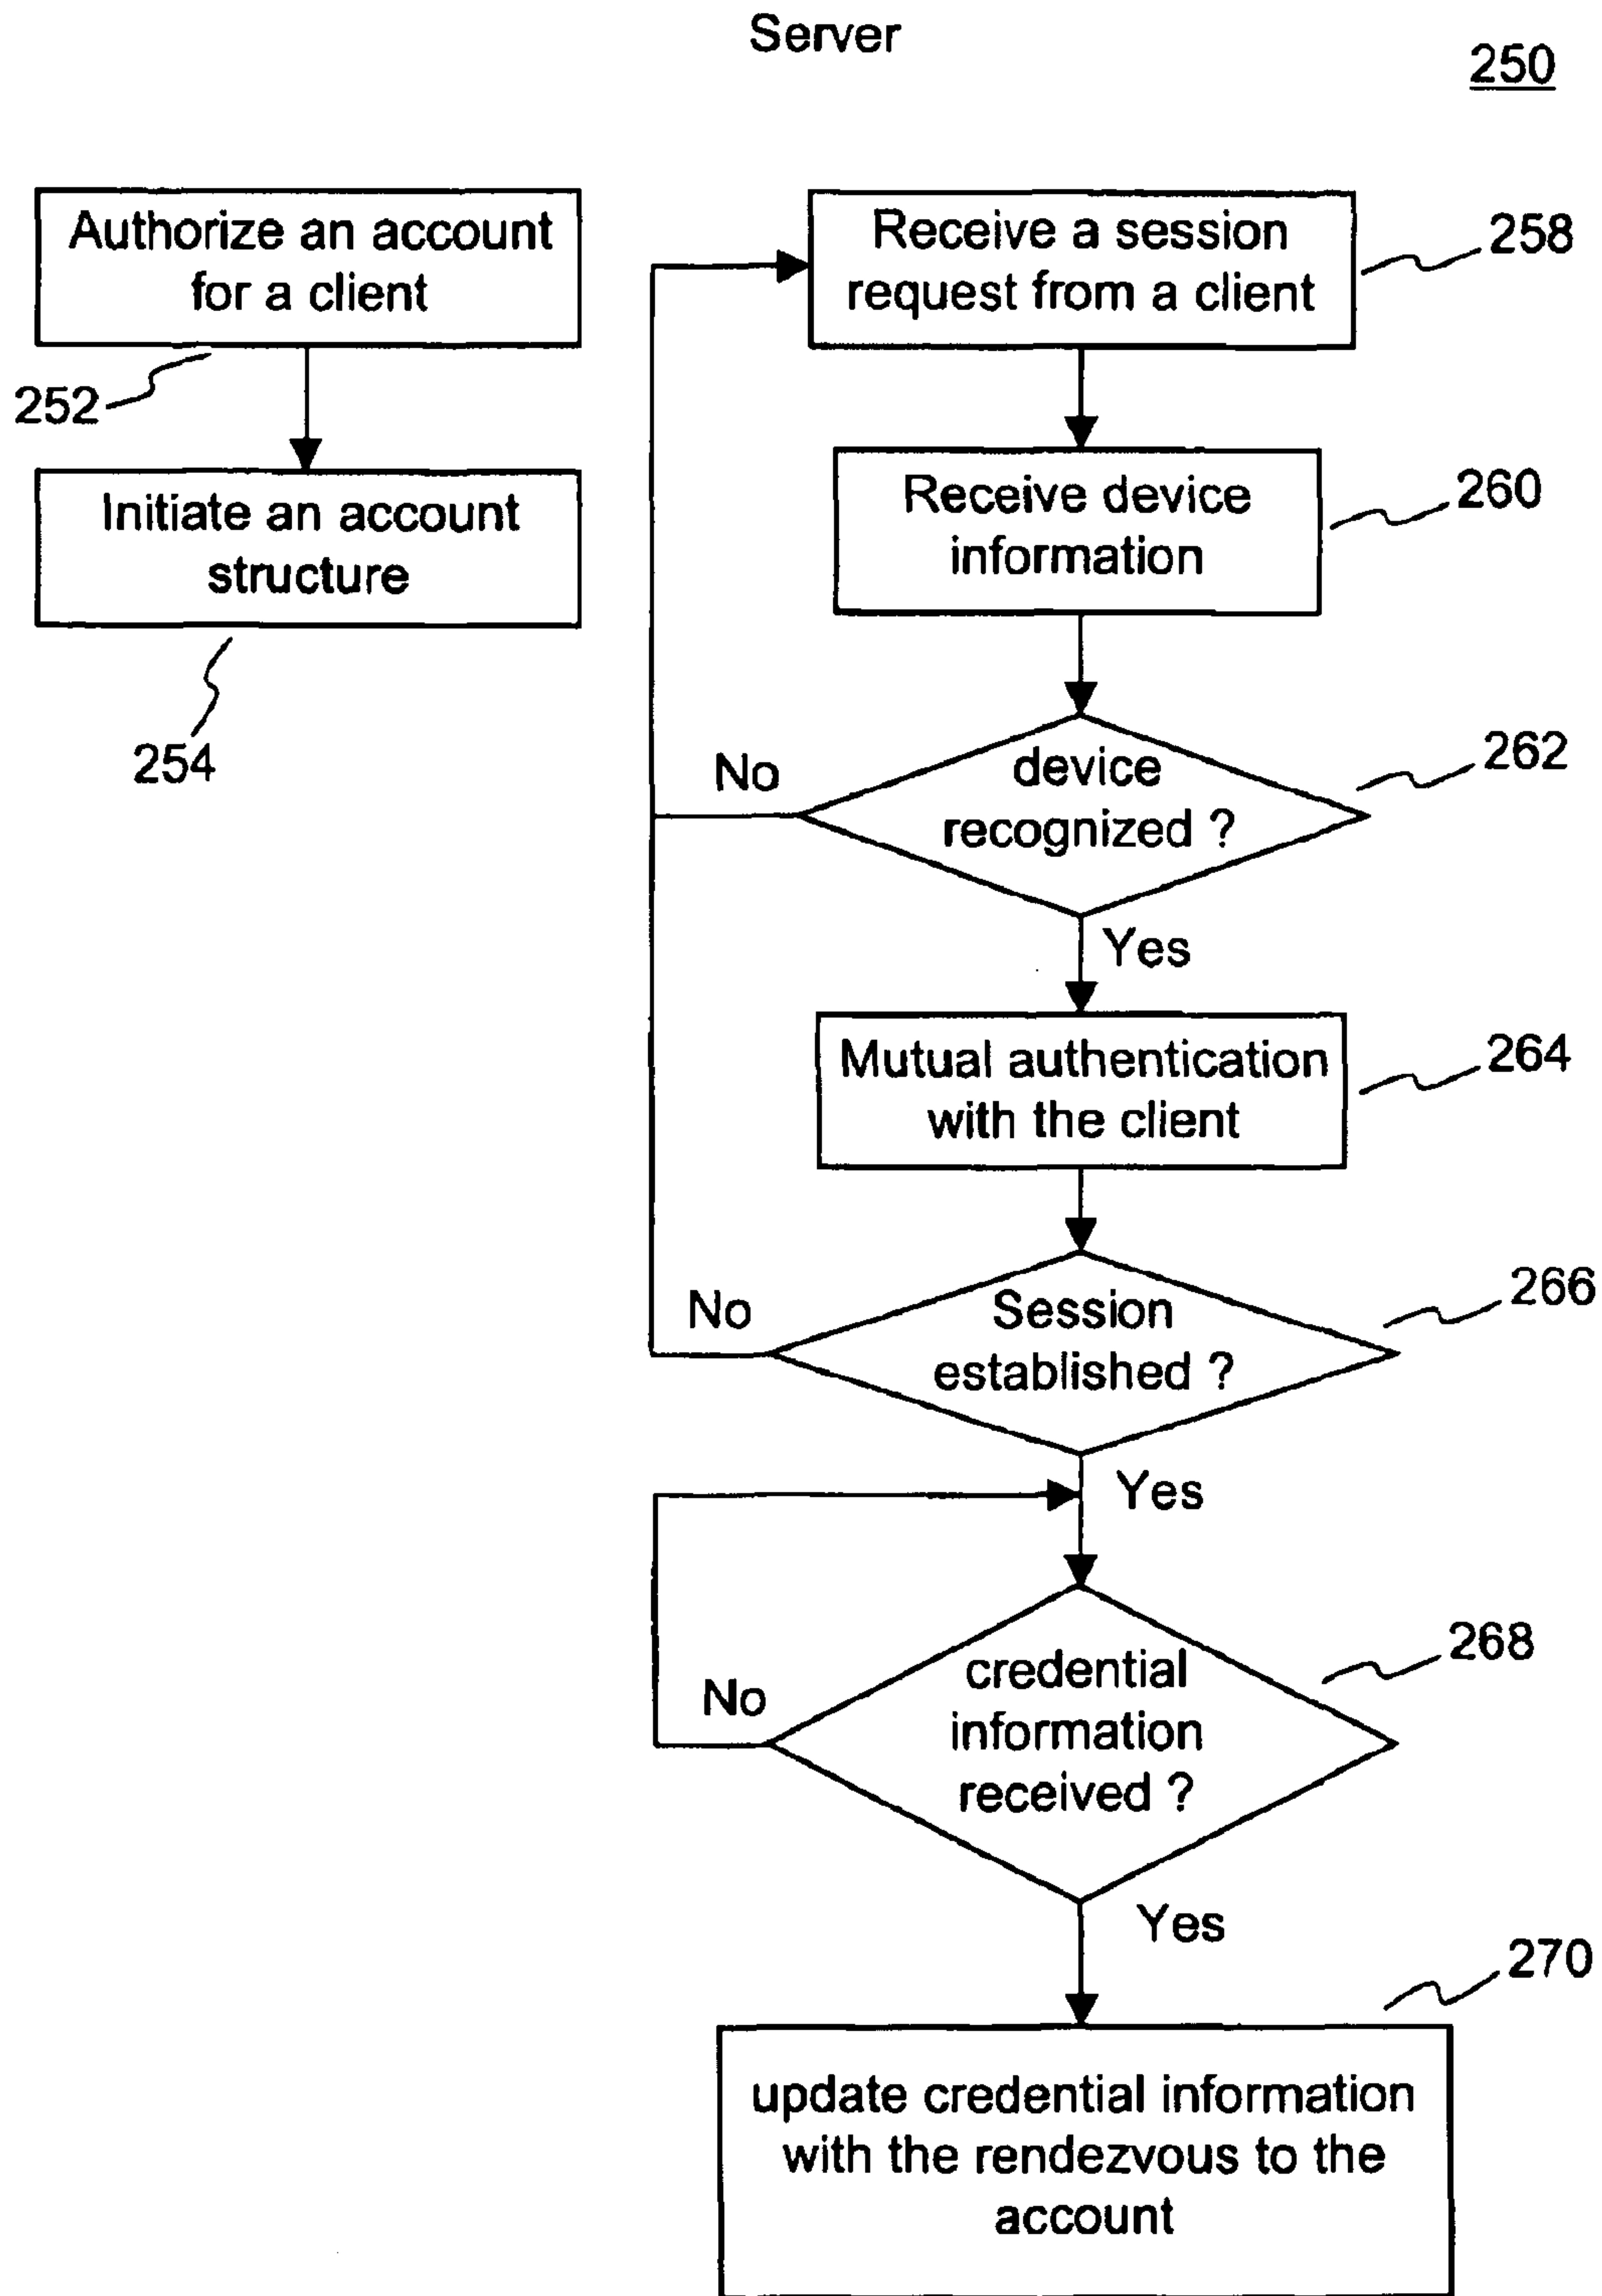 Server
250
Authorize an account
for a client
252
Initiate an account
structure
254
Receive a session
request from a client
258
Receive device
information
260
device
recognized ?
262
No
Yes
Mutual authentication
with the client
264
Session
established ?
266
No
Yes
credential
information
received ?
268
No
Yes
270
update credential information
with the rendezvous to the
account